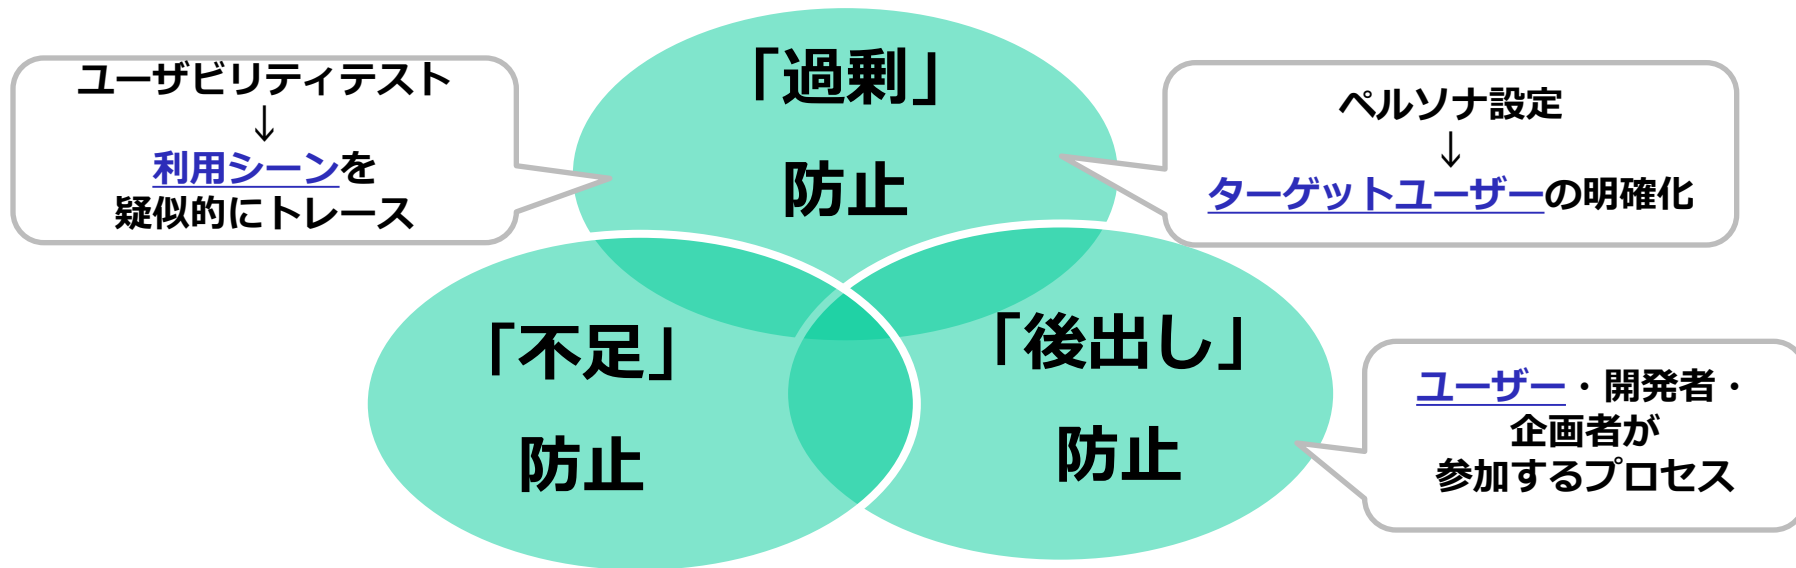 ユーザビリティテスト
↓
利用シーンを
疑似的にトレース
「過剰」
防止
ペルソナ設定
↓
ターゲットユーザーの明確化
「不足」
防止
「後出し」
防止
ユーザー・開発者・
企画者が
参加するプロセス